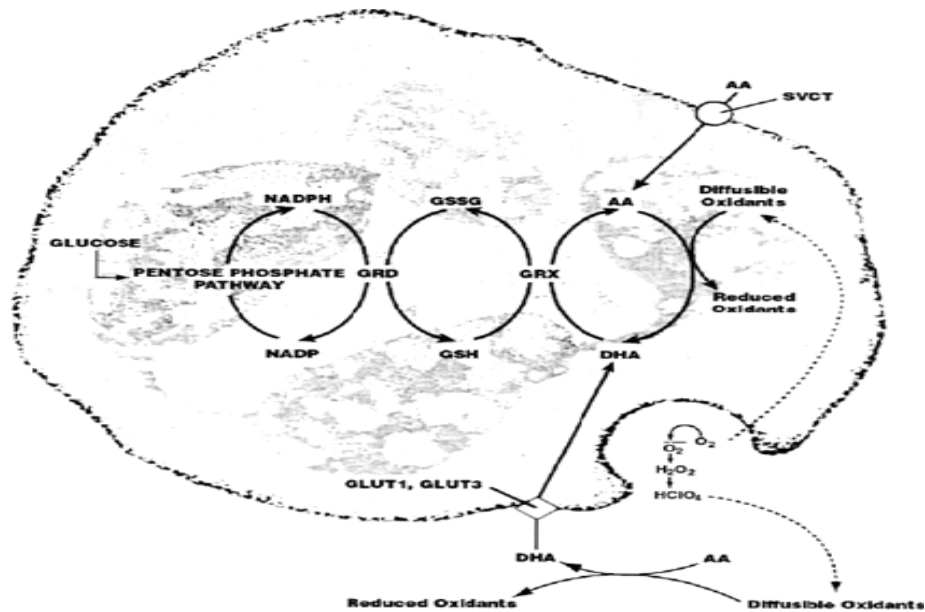 AA
SVCT
NADPH
GSSG
AA
Diffusible
Oxidants
GLUCOSE
PENTOSE PHOSPHATE
PATHWAY
GRD
GRX
Reduced
Oxidants
NADP
GSH
DHA
O₂
O₂
H₂O₂
GLUT1, GLUT3
DHA
AA
Reduced Oxidants
Diffusible Oxidants